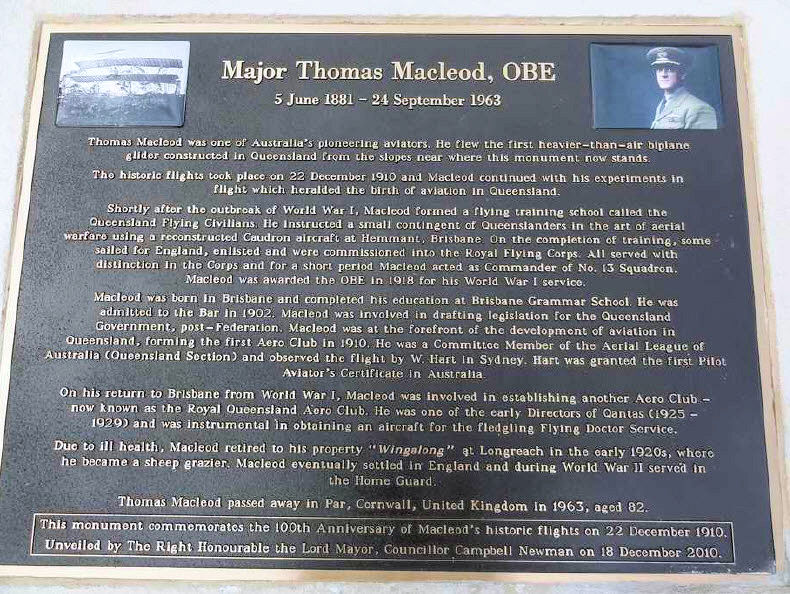 Major Thomas Macleod, OBE
5 June 1881 - 24 September 1963
Thomas Macleod was one of Australia's pioneering aviators. He flew the first heavier-than-air biplane
glider constructed in Queensland from the slopes near where this monument now stands.
The historic flights took place on 22 December 1910 and Macleod continued with his experiments in
flight which heralded the birth of aviation in Queensland.
Shortly after the outbreak of World War I, Macleod formed a flying training school called the
Queensland Flying Civilians. He instructed a small contingent of Queenslanders in the art of aerial
warfare using a reconstructed Caudron aircraft at Hemmant, Brisbane. On the completion of training, some
sailed for England, enlisted and were commissioned into the Royal Flying Corps. All served with
distinction in the Corps and for a short period Macleod acted as Commander of No. 13 Squadron.
Macleod was awarded the OBE in 1918 for his World War I service.
Macleod was born in Brisbane and completed his education at Brisbane Grammar School. He was
admitted to the Bar in 1902. Macleod was involved in drafting legislation for the Queensland
Government, post-Federation. Macleod was at the forefront of the development of aviation in
Queensland, forming the first Aero Club in 1910. He was a Committee Member of the Aerial League of
Australia (Queensland Section) and observed the flight by W. Hart in Sydney. Hart was granted the first Pilot
Aviator's Certificate in Australia.
On his return to Brisbane from World War I, Macleod was involved in establishing another Aero Club -
now known as the Royal Queensland Aero Club. He was one of the early Directors of Qantas (1925 -
1929) and was instrumental in obtaining an aircraft for the fledgling Flying Doctor Service.
Due to ill health, Macleod retired to his property "Wingalong" at Longreach in the early 1920s, where
he became a sheep grazier. Macleod eventually settled in England and during World War II served in
the Home Guard.
Thomas Macleod passed away in Par, Cornwall, United Kingdom in 1963, aged 82.
This monument commemorates the 100th Anniversary of Macleod's historic flights on 22 December 1910.
Unveiled by The Right Honourable the Lord Mayor, Councillor Campbell Newman on 18 December 2010.